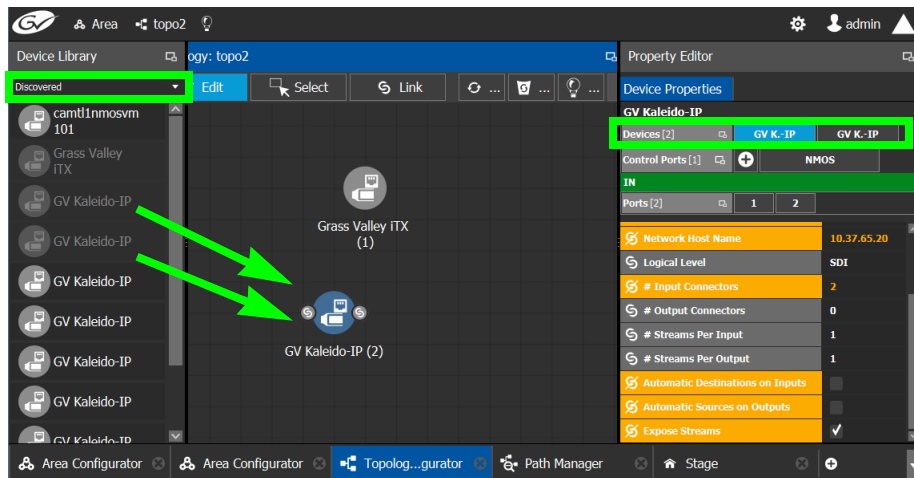 GV Area topo2 admin
Device Library
ogy: topo2
Property Editor
Discovered
Edit Select Link ... ... ...
Device Properties
camtl1nmosvm
101
Grass Valley
iTX
GV Kaleido-IP
GV Kaleido-IP
GV Kaleido-IP
GV Kaleido-IP
GV Kaleido-IP
GV Kaleido-IP
GV Kaleido-IP
Grass Valley iTX
(1)
GV Kaleido-IP (2)
GV Kaleido-IP
Devices [2] GV K.-IP GV K.-IP
Control Ports [1] NMOS
IN
Ports [2] 1 2
Network Host Name 10.37.65.20
Logical Level SDI
# Input Connectors 2
# Output Connectors 0
# Streams Per Input 1
# Streams Per Output 1
Automatic Destinations on Inputs
Automatic Sources on Outputs
Expose Streams
Area Configurator Area Configurator Topolog...gurator Path Manager Stage